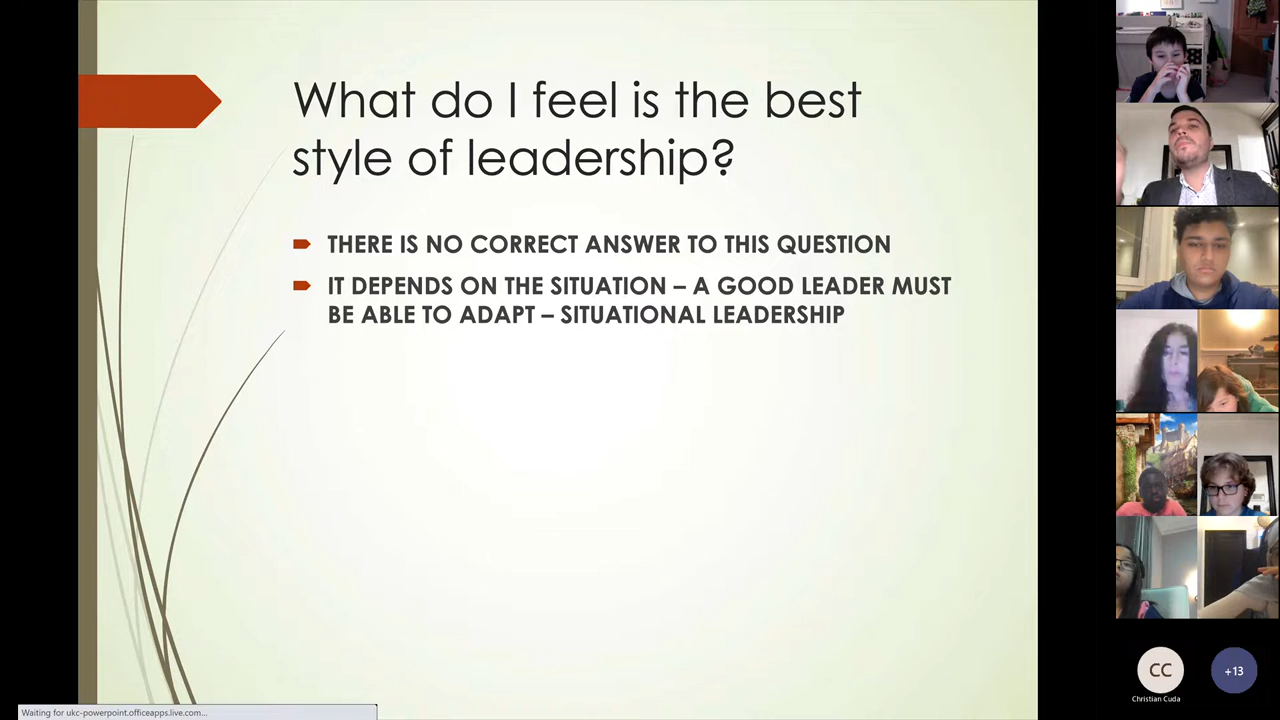 What do I feel is the best
style of leadership?
THERE IS NO CORRECT ANSWER TO THIS QUESTION
IT DEPENDS ON THE SITUATION – A GOOD LEADER MUST
BE ABLE TO ADAPT – SITUATIONAL LEADERSHIP
CC
+13
Christian Cuda
Waiting for ukc-powerpoint.officeapps.live.com...